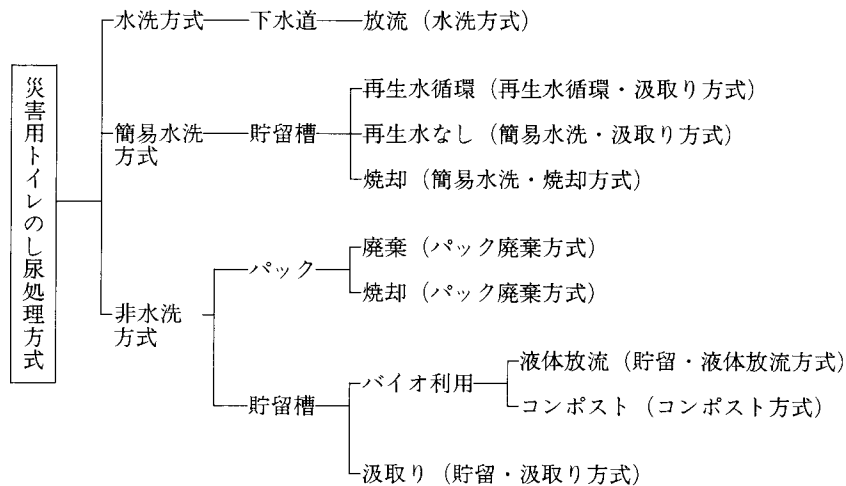 災害用トイレのし尿処理方式
水洗方式
下水道
放流（水洗方式）
簡易水洗
方式
貯留槽
再生水循環（再生水循環・汲取り方式）
再生水なし（簡易水洗・汲取り方式）
焼却（簡易水洗・焼却方式）
非水洗
方式
パック
廃棄（パック廃棄方式）
焼却（パック廃棄方式）
貯留槽
バイオ利用
液体放流（貯留・液体放流方式）
コンポスト（コンポスト方式）
汲取り（貯留・汲取り方式）